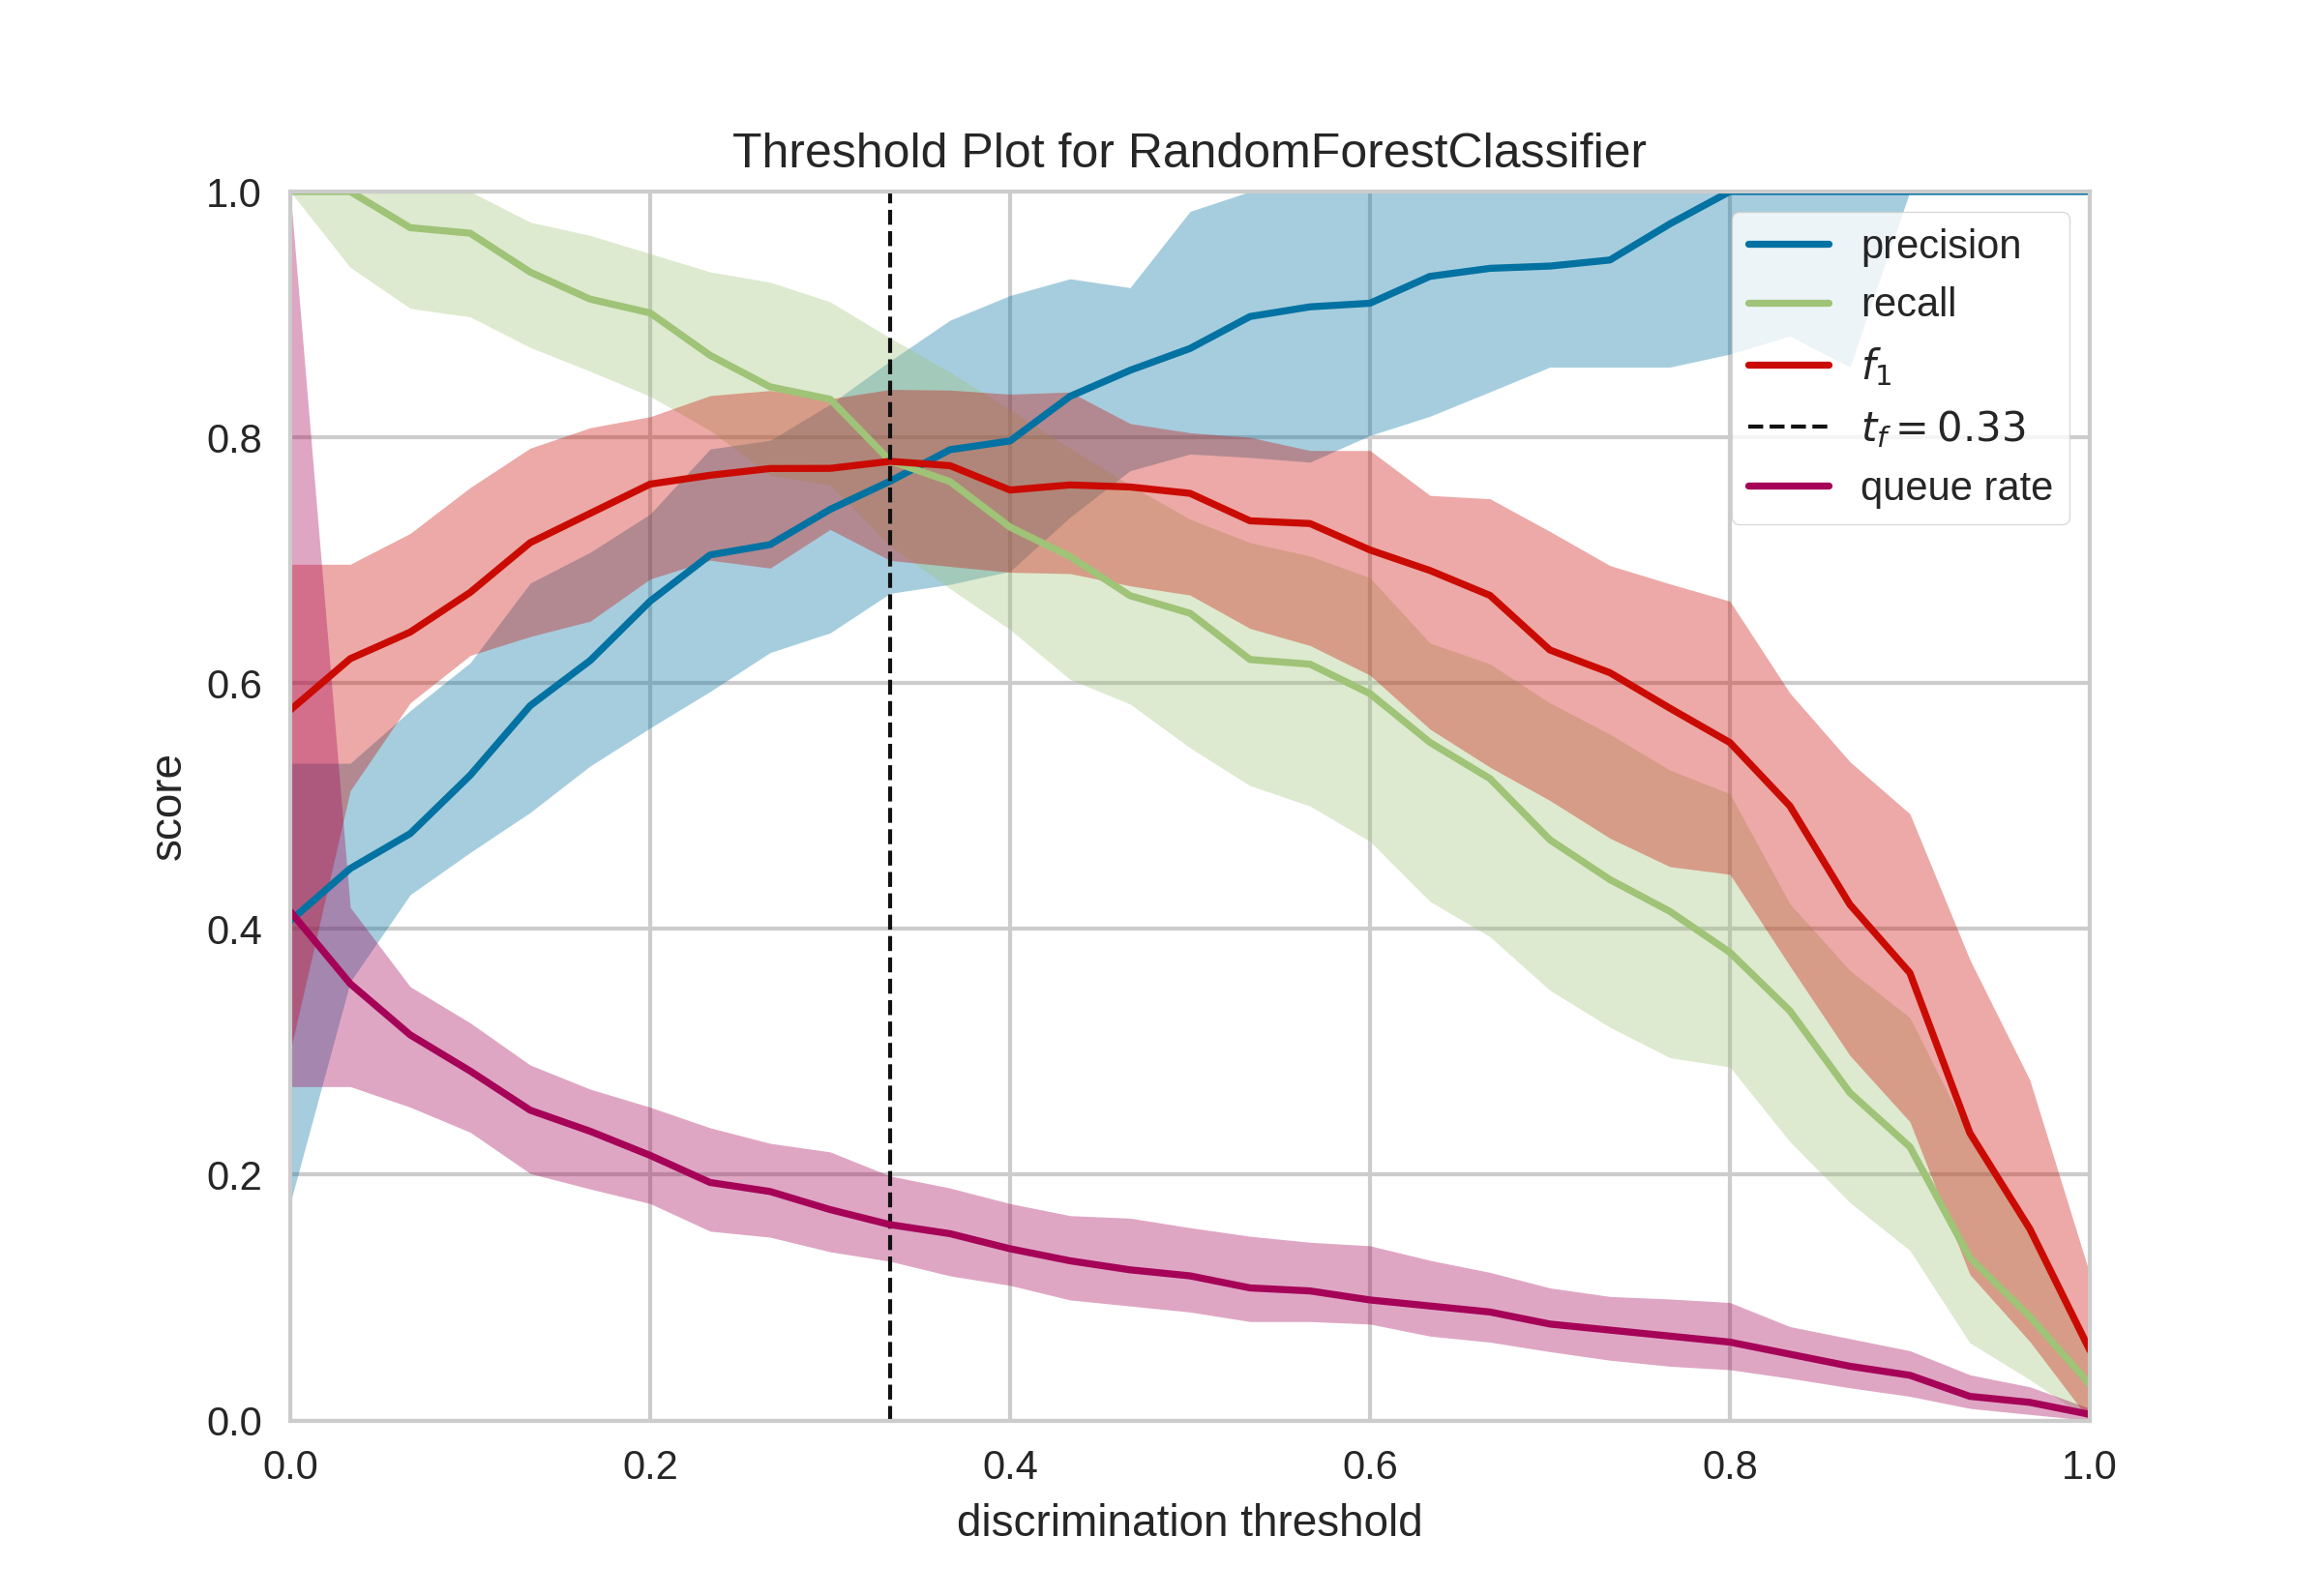 Threshold Plot for RandomForestClassifier
1.0
0.8
0.6
0.4
0.2
0.0
score
precision
recall
f1
tf = 0.33
queue rate
0.0 0.2 0.4 0.6 0.8 1.0
discrimination threshold